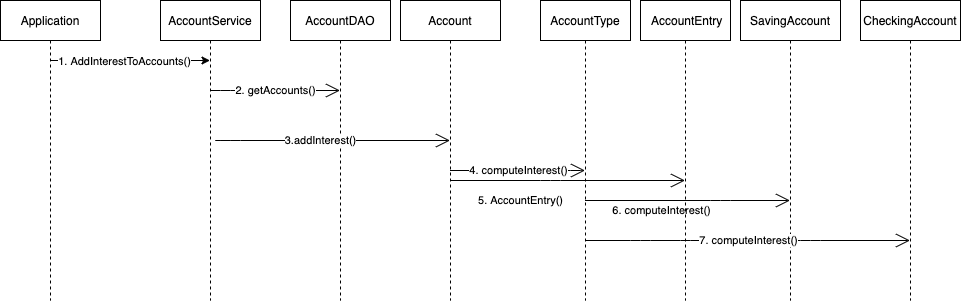 Application
AccountService
AccountDAO
Account
AccountType
AccountEntry
SavingAccount
CheckingAccount
1. AddInterestToAccounts()
2. getAccounts()
3.addInterest()
4. computeInterest()
5. AccountEntry()
6. computeInterest()
7. computeInterest()